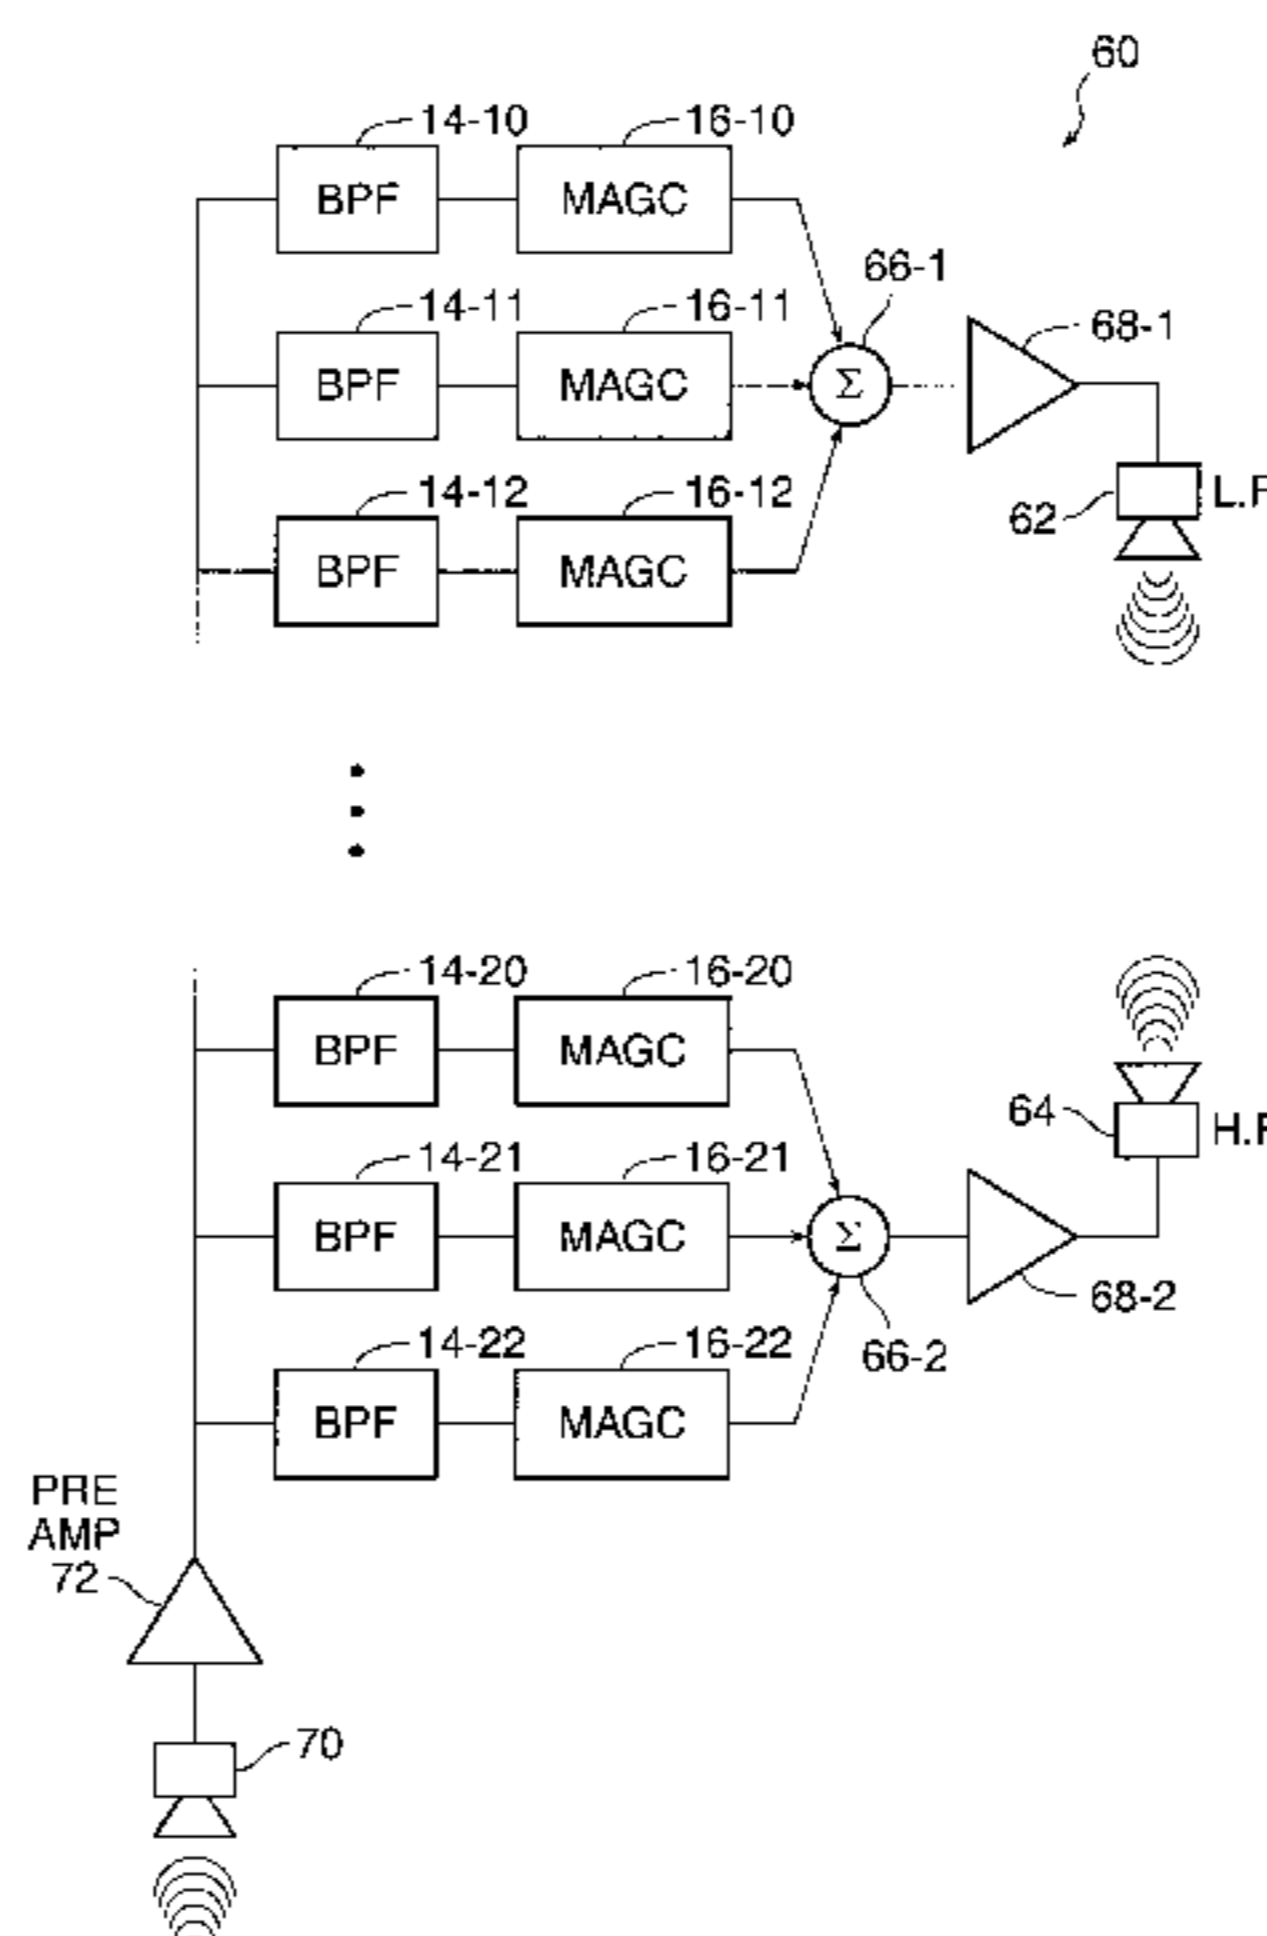 60
14-10 16-10
BPF MAGC
66-1
14-11 16-11
68-1
BPF MAGC Σ
14-12 16-12
62 L.F
BPF MAGC
14-20 16-20
BPF MAGC
64 H.F
14-21 16-21
BPF MAGC Σ
68-2
14-22 16-22
66-2
BPF MAGC
PRE
AMP
72
70